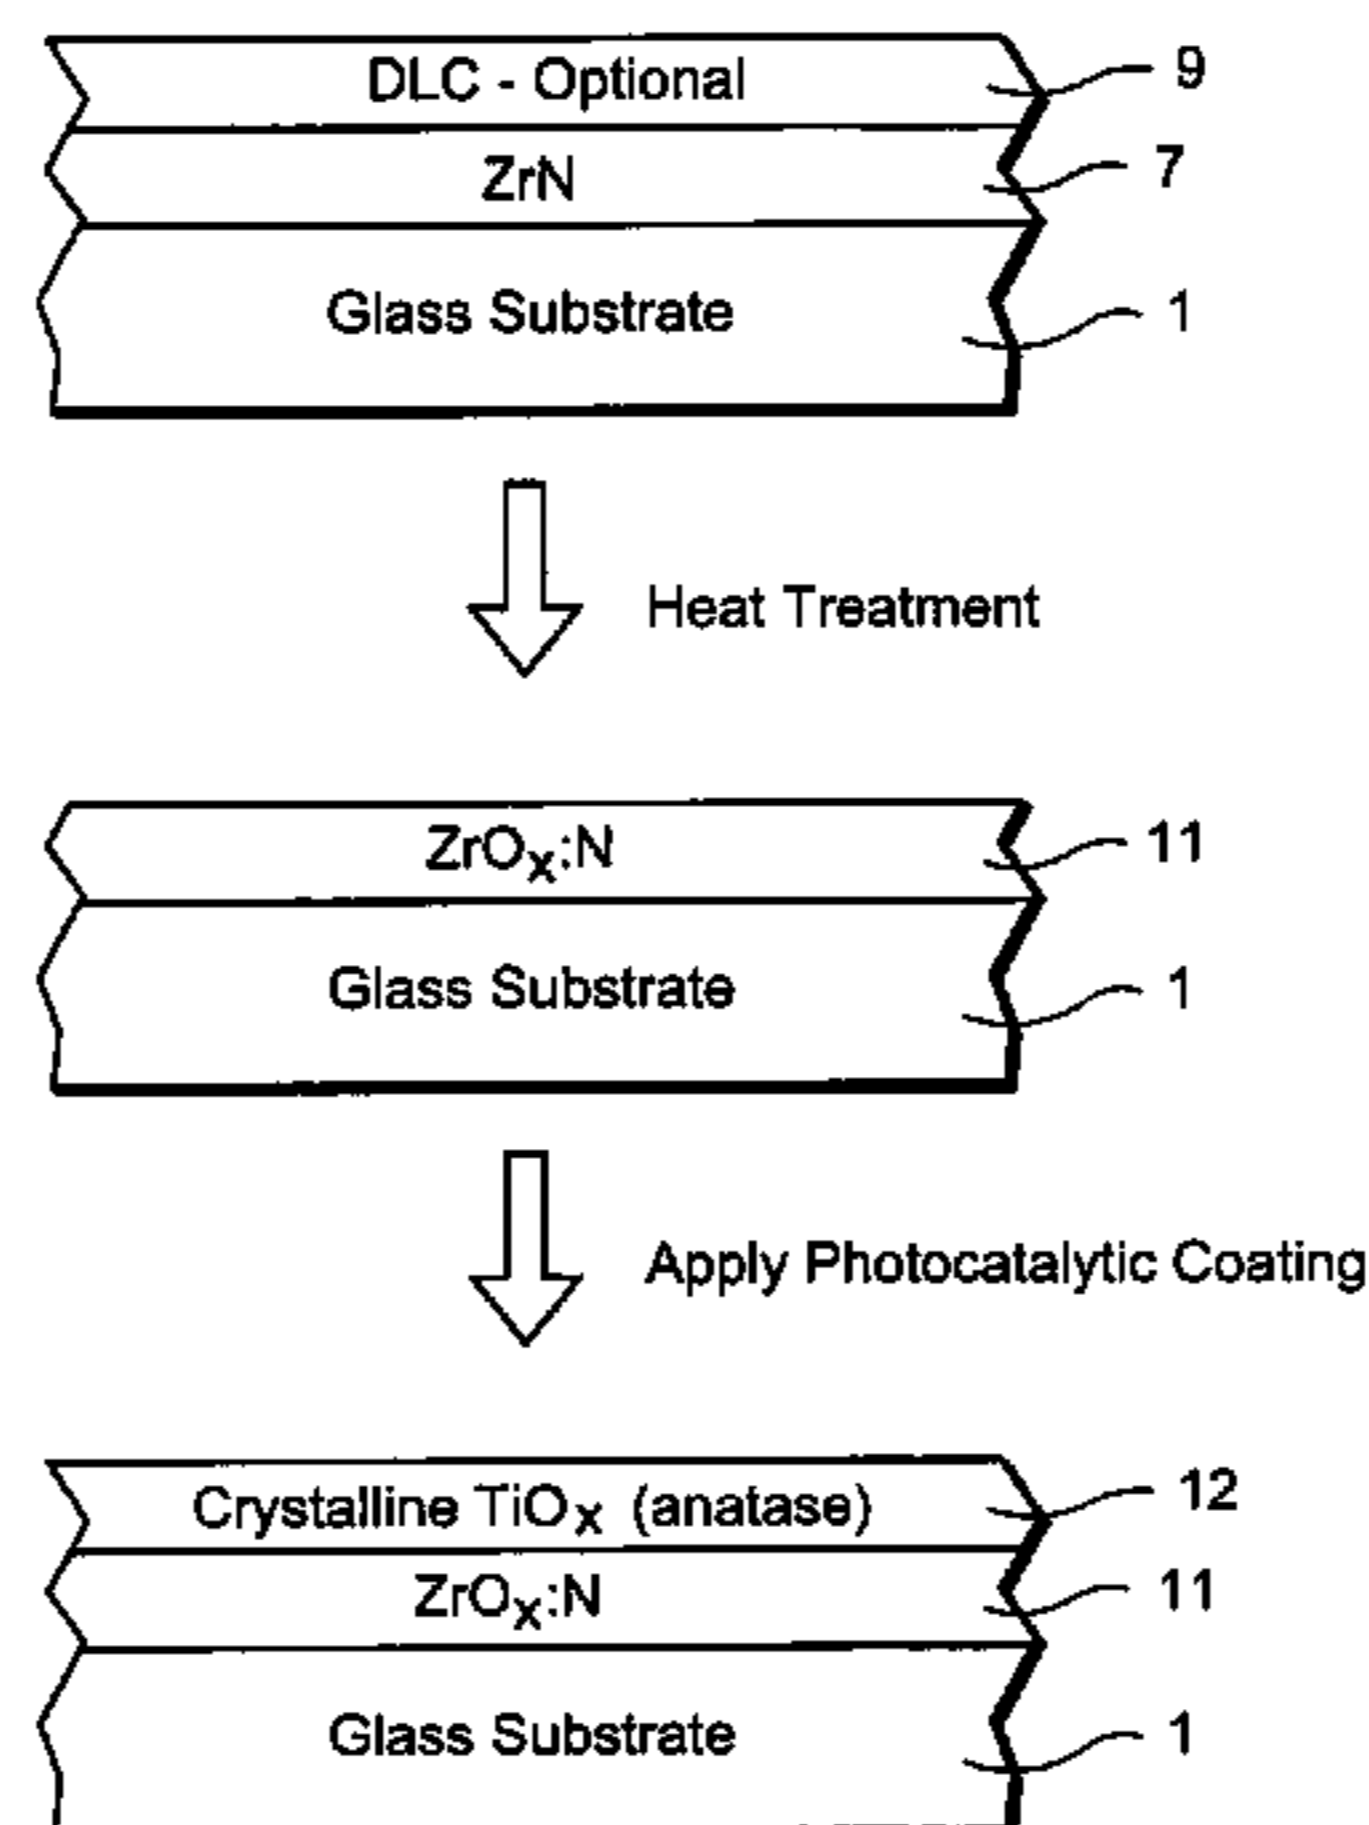 DLC - Optional 9
ZrN 7
Glass Substrate 1
Heat Treatment
ZrOx:N 11
Glass Substrate 1
Apply Photocatalytic Coating
Crystalline TiOx (anatase) 12
ZrOx:N 11
Glass Substrate 1